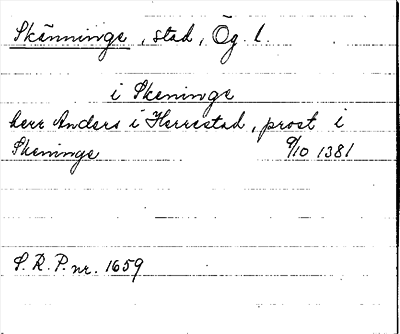 Skänninge, stad, Ög. l.
i Skeninge
herr Anders i Herrestad, prost i
Skeninge 9/10 1381
S. R. P. nr. 1659